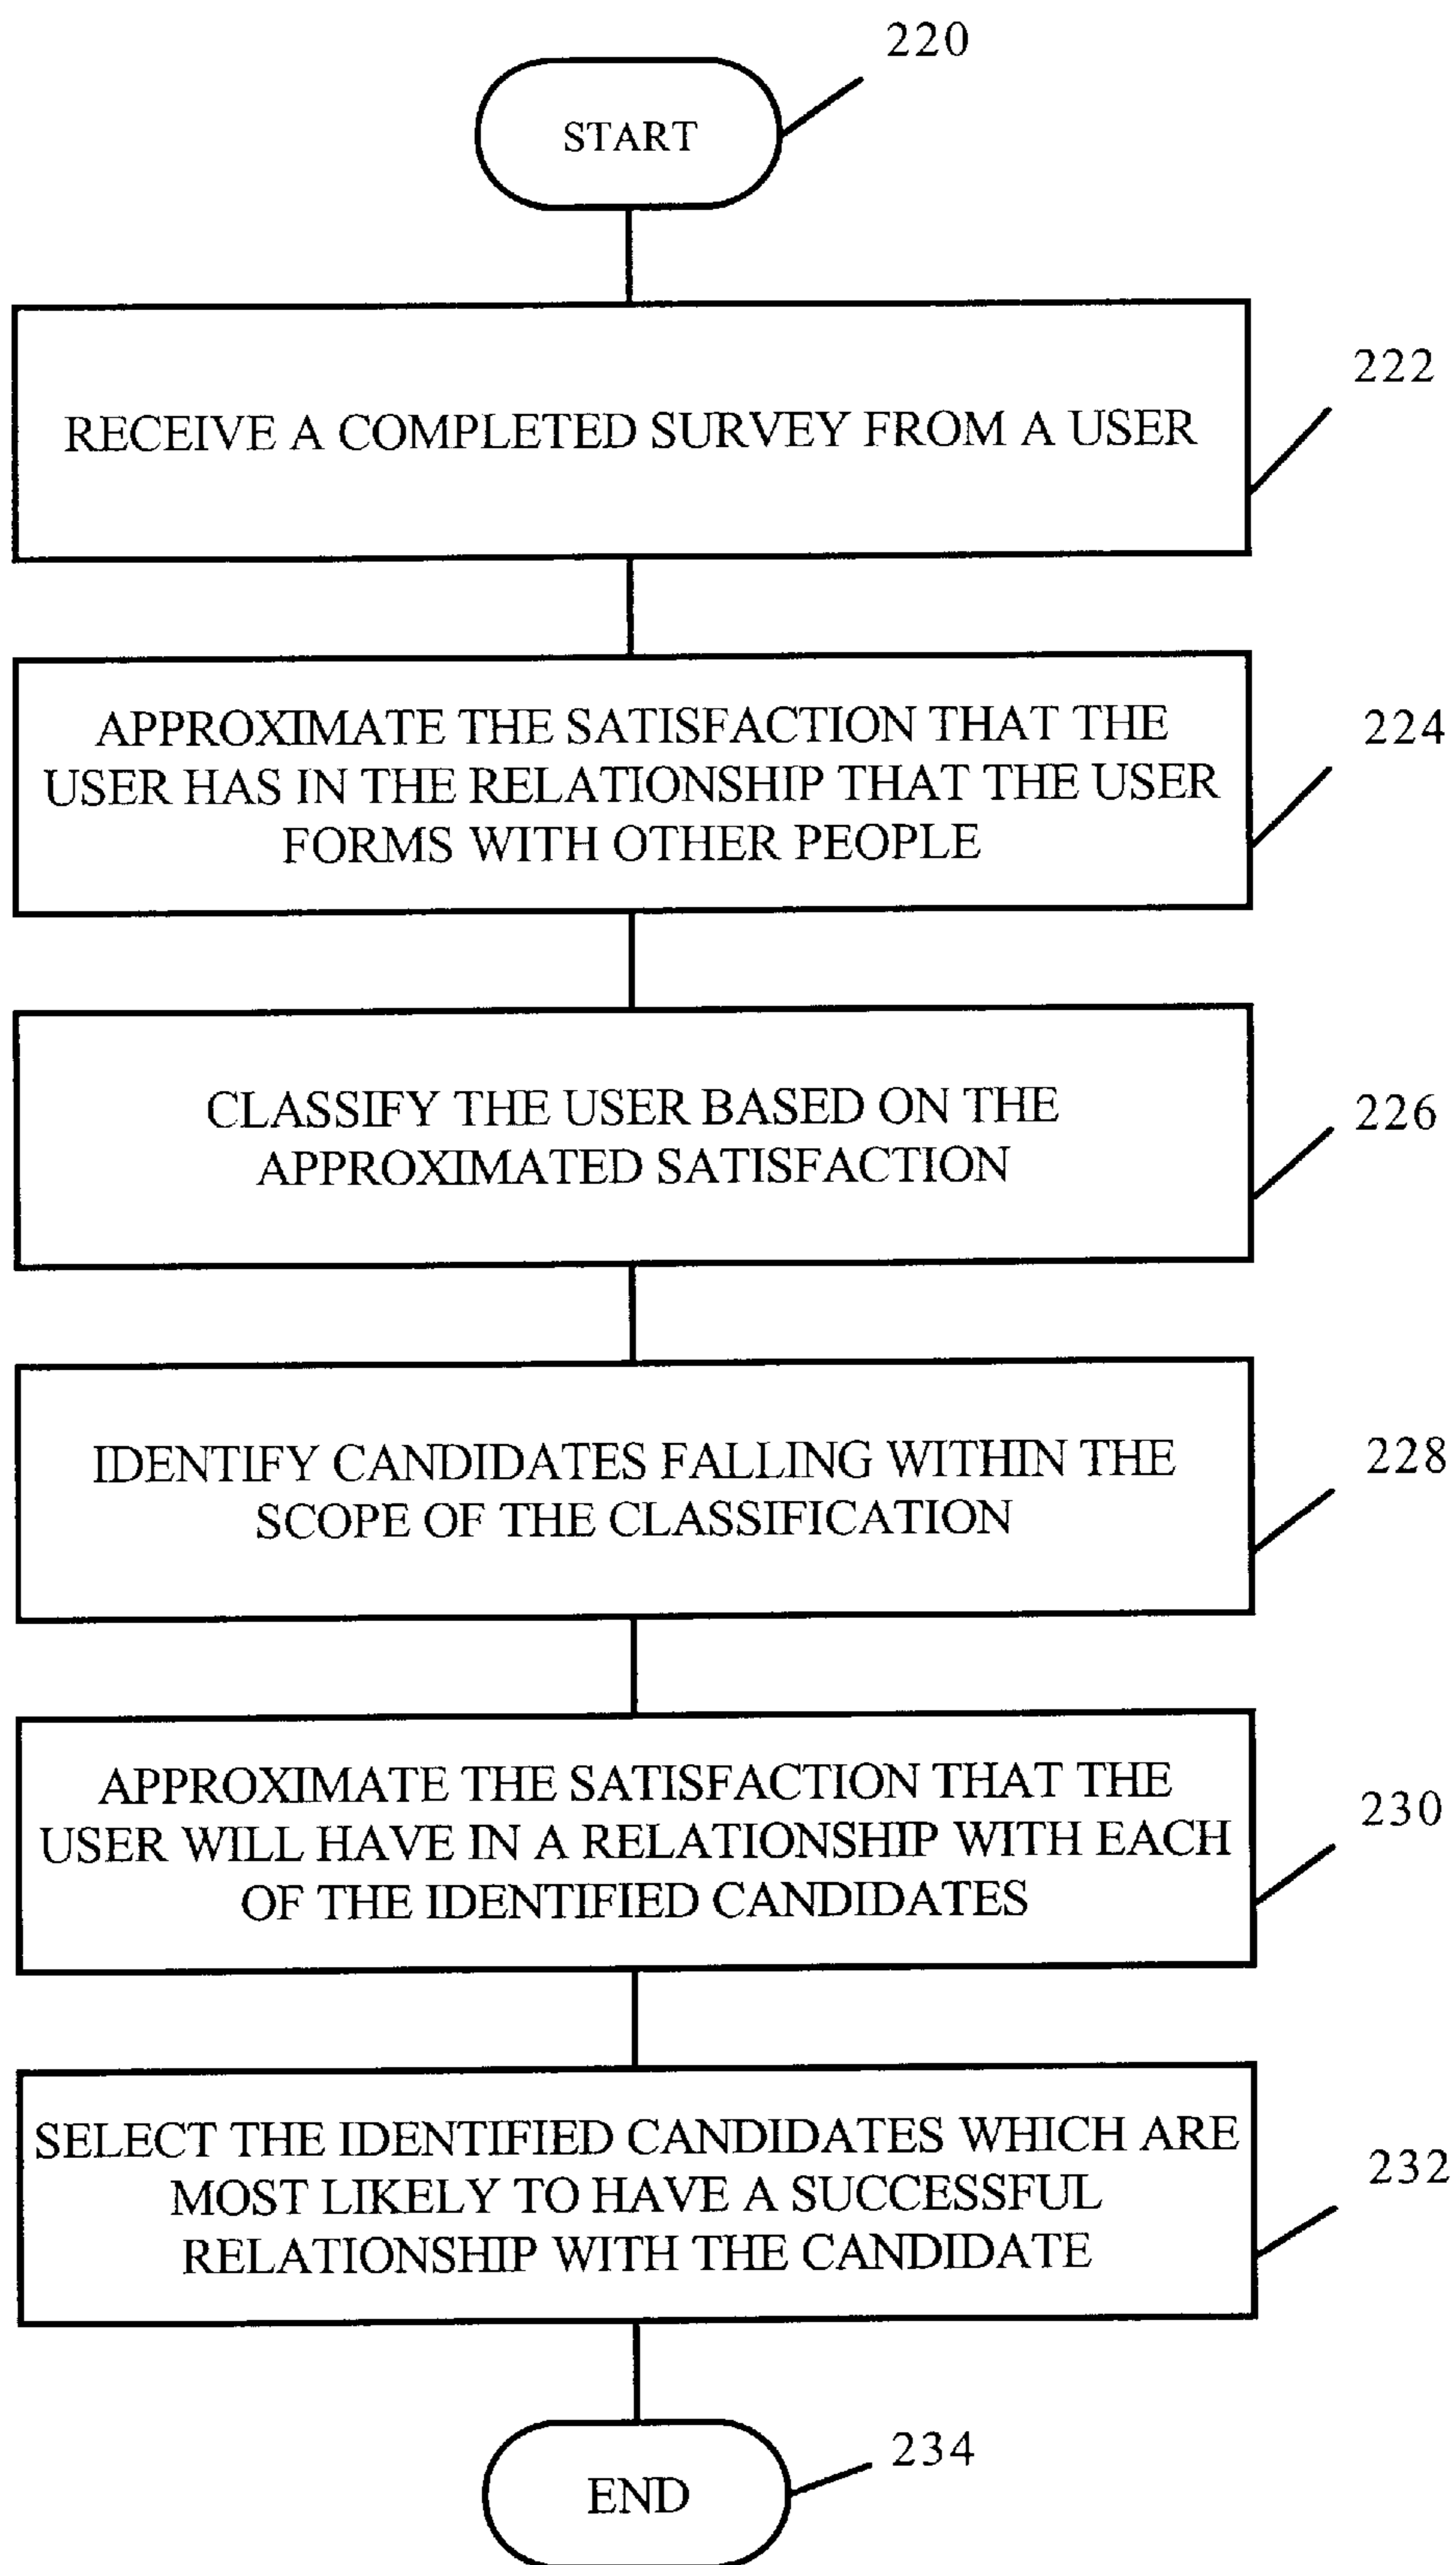 220
START
222
RECEIVE A COMPLETED SURVEY FROM A USER
224
APPROXIMATE THE SATISFACTION THAT THE
USER HAS IN THE RELATIONSHIP THAT THE USER
FORMS WITH OTHER PEOPLE
226
CLASSIFY THE USER BASED ON THE
APPROXIMATED SATISFACTION
228
IDENTIFY CANDIDATES FALLING WITHIN THE
SCOPE OF THE CLASSIFICATION
230
APPROXIMATE THE SATISFACTION THAT THE
USER WILL HAVE IN A RELATIONSHIP WITH EACH
OF THE IDENTIFIED CANDIDATES
232
SELECT THE IDENTIFIED CANDIDATES WHICH ARE
MOST LIKELY TO HAVE A SUCCESSFUL
RELATIONSHIP WITH THE CANDIDATE
234
END